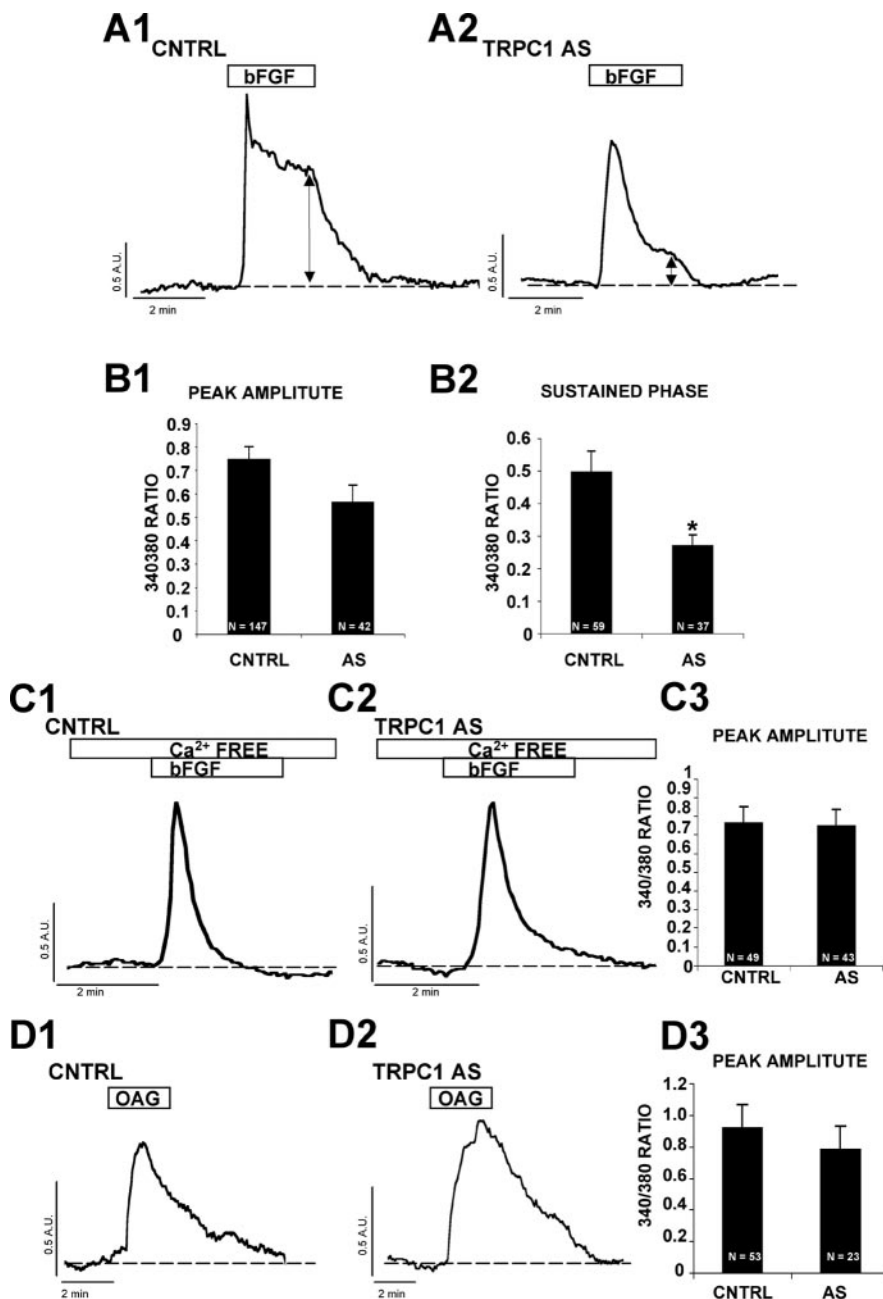 A1 CNTRL
bFGF
0.5 A.U.
2 min
A2 TRPC1 AS
bFGF
0.5 A.U.
2 min
B1
PEAK AMPLITUTE
340380 RATIO
0.9
0.8
0.7
0.6
0.5
0.4
0.3
0.2
0.1
0
N = 147
N = 42
CNTRL
AS
B2
SUSTAINED PHASE
340380 RATIO
0.6
0.5
0.4
0.3
0.2
0.1
0
*
N = 59
N = 37
CNTRL
AS
C1
CNTRL
Ca²⁺ FREE
bFGF
0.5 A.U.
2 min
C2
TRPC1 AS
Ca²⁺ FREE
bFGF
0.5 A.U.
2 min
C3
PEAK AMPLITUDE
340/380 RATIO
1
0.9
0.8
0.7
0.6
0.5
0.4
0.3
0.2
0.1
0
N = 49
N = 43
CNTRL
AS
D1
CNTRL
OAG
0.5 A.U.
2 min
D2
TRPC1 AS
OAG
0.5 A.U.
2 min
D3
PEAK AMPLITUDE
340/380 RATIO
1.2
1.0
0.8
0.6
0.4
0.2
0
N = 53
N = 23
CNTRL
AS